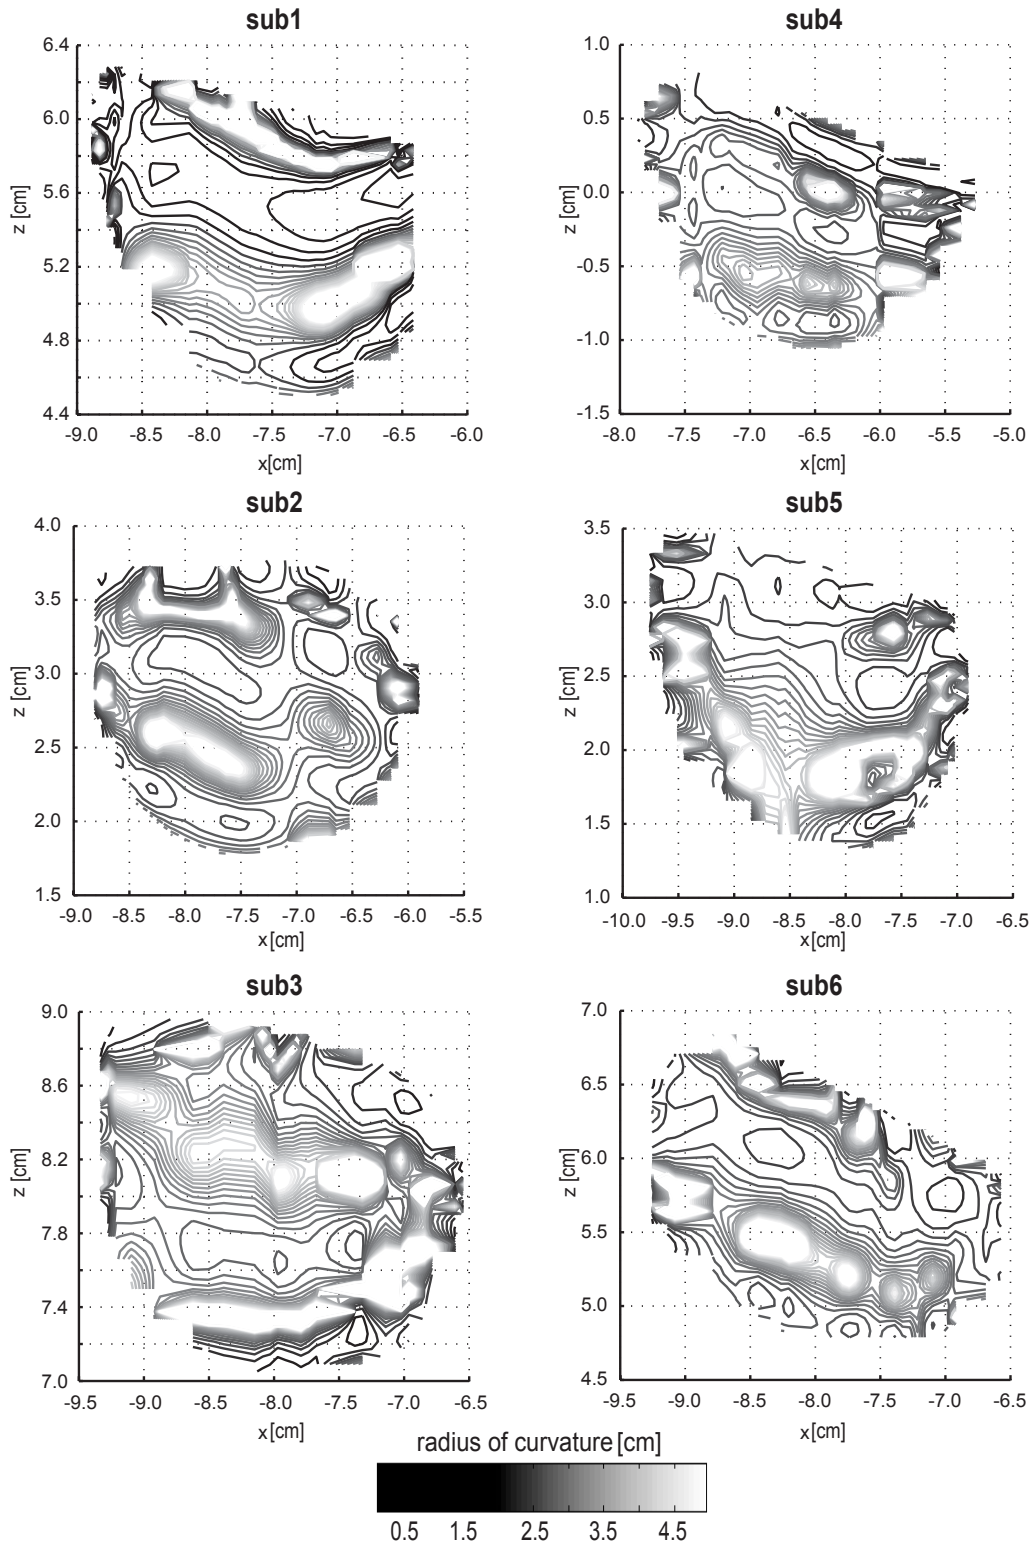 sub1
sub4
6.4
6.0
5.6
5.2
4.8
4.4
z [cm]
-9.0 -8.5 -8.0 -7.5 -7.0 -6.5 -6.0
x[cm]
1.0
0.5
0.0
-0.5
-1.0
-1.5
z [cm]
-8.0 -7.5 -7.0 -6.5 -6.0 -5.5 -5.0
x[cm]
sub2
sub5
4.0
3.5
3.0
2.5
2.0
1.5
z [cm]
-9.0 -8.5 -8.0 -7.5 -7.0 -6.5 -6.0 -5.5
x[cm]
3.5
3.0
2.5
2.0
1.5
1.0
z [cm]
-10.0 -9.5 -9.0 -8.5 -8.0 -7.5 -7.0 -6.5
x[cm]
sub3
sub6
9.0
8.6
8.2
7.8
7.4
7.0
z [cm]
-9.5 -9.0 -8.5 -8.0 -7.5 -7.0 -6.5
x[cm]
7.0
6.5
6.0
5.5
5.0
4.5
z [cm]
-9.5 -9.0 -8.5 -8.0 -7.5 -7.0 -6.5
x[cm]
radius of curvature [cm]
0.5 1.5 2.5 3.5 4.5